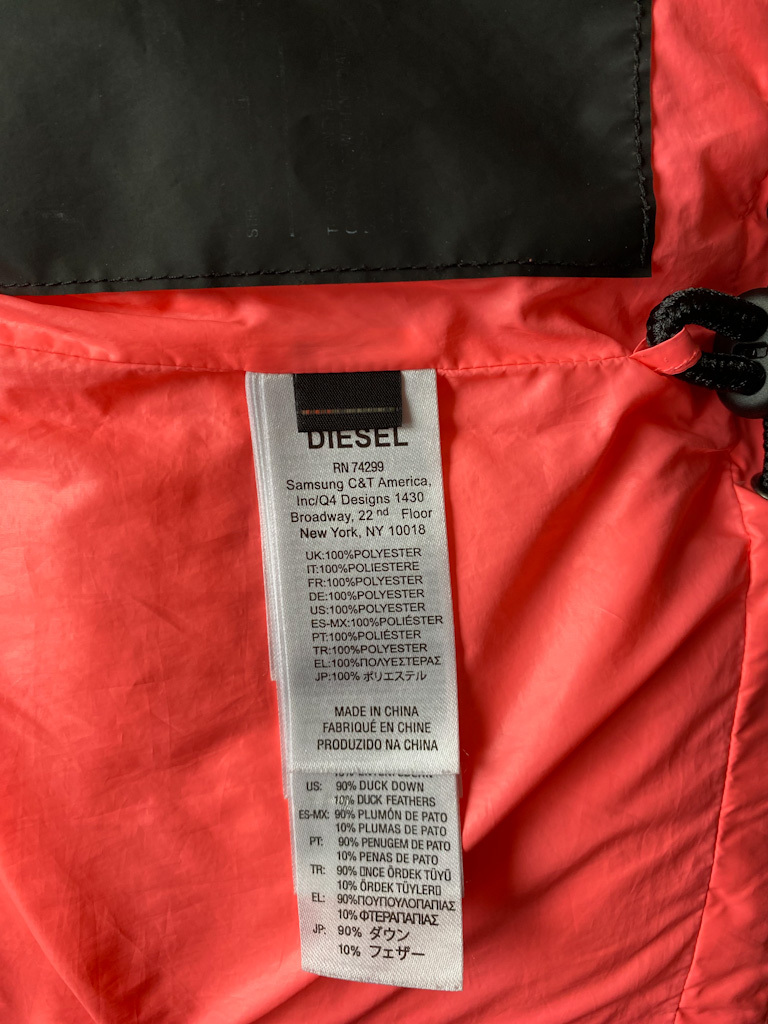 DIESEL
RN 74299
Samsung C&T America,
Inc/Q4 Designs 1430
Broadway, 22nd Floor
New York, NY 10018
UK:100%POLYESTER
IT:100%POLIESTERE
FR:100%POLYESTER
DE:100%POLYESTER
US:100%POLYESTER
ES-MX:100%POLIÉSTER
PT:100%POLIÉSTER
TR:100%POLYESTER
EL:100%ΠΟΛΥΕΣΤΕΡΑΣ
JP:100% ポリエステル
MADE IN CHINA
FABRIQUÉ EN CHINE
PRODUZIDO NA CHINA
US: 90% DUCK DOWN
10% DUCK FEATHERS
ES-MX: 90% PLUMÓN DE PATO
10% PLUMAS DE PATO
PT: 90% PENUGEM DE PATO
10% PENAS DE PATO
TR: 90% ▯NCE ÖRDEK TÜYÜ
10% ÖRDEK TÜYLER▯
EL: 90%ΠΟΥΠΟΥΛΟΠΑΠΙΑΣ
10%ΦΤΕΡΑΠΑΠΙΑΣ
JP: 90% ダウン
10% フェザー